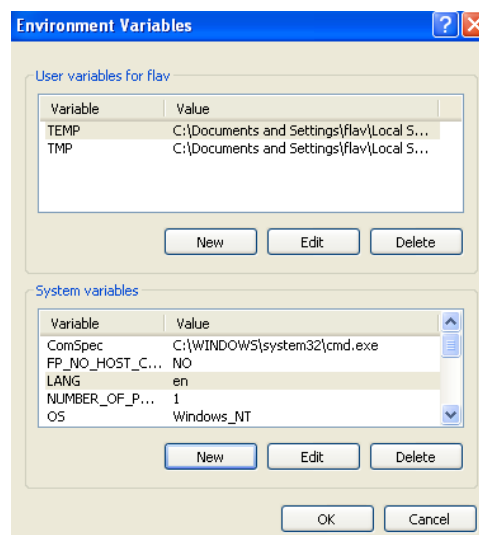 Environment Variables
User variables for flav
Variable Value
TEMP C:\Documents and Settings\flav\Local S...
TMP C:\Documents and Settings\flav\Local S...
New Edit Delete
System variables
Variable Value
ComSpec C:\WINDOWS\system32\cmd.exe
FP_NO_HOST_C... NO
LANG en
NUMBER_OF_P... 1
OS Windows_NT
New Edit Delete
OK Cancel